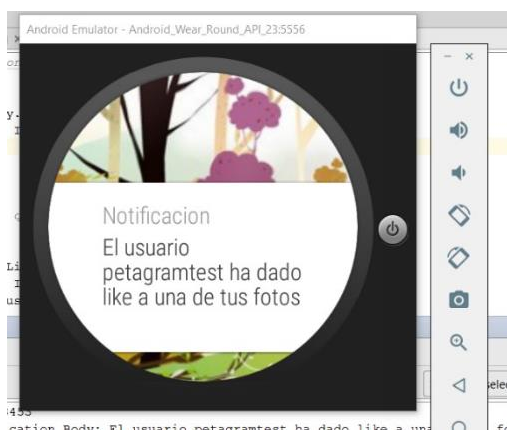 Android Emulator - Android_Wear_Round_API_23:5556
Notificacion
El usuario
petagramtest ha dado
like a una de tus fotos
cation Body: El usuario petagramtest ha dado like a una